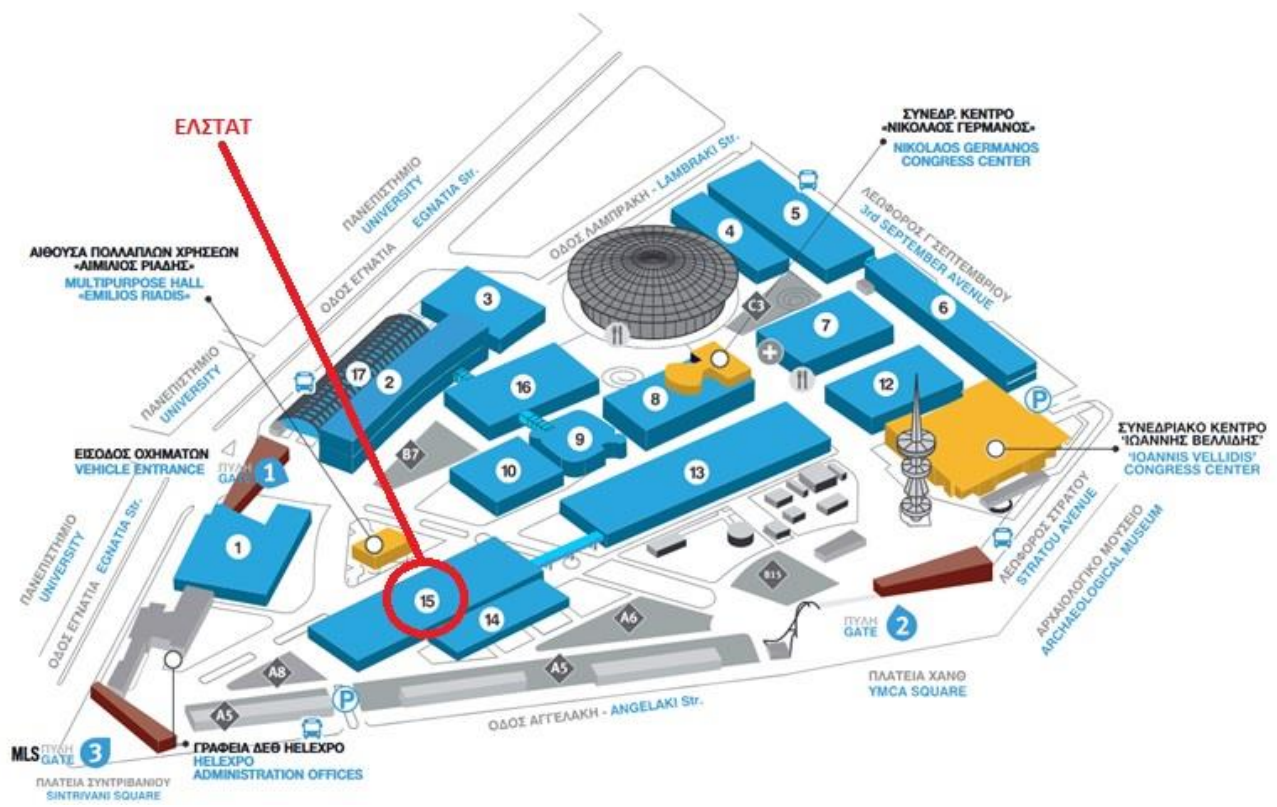 ΕΛΣΤΑΤ
ΣΥΝΕΔΡ. ΚΕΝΤΡΟ
«ΝΙΚΟΛΑΟΣ ΓΕΡΜΑΝΟΣ»
NIKOLAOS GERMANOS
CONGRESS CENTER
ΠΑΝΕΠΙΣΤΗΜΙΟ
UNIVERSITY
ΟΔΟΣ ΕΓΝΑΤΙΑ
EGNATIA Str.
ΟΔΟΣ ΛΑΜΠΡΑΚΗ - LAMBRAKI Str.
ΛΕΩΦΟΡΟΣ Γ΄ΣΕΠΤΕΜΒΡΙΟΥ
3rd SEPTEMBER AVENUE
ΑΙΘΟΥΣΑ ΠΟΛΛΑΠΛΩΝ ΧΡΗΣΕΩΝ
«ΑΙΜΙΛΙΟΣ ΡΙΑΔΗΣ»
MULTIPURPOSE HALL
«EMILIOS RIADIS»
5
4
3
C3
6
7
17
2
16
12
8
9
P
ΠΑΝΕΠΙΣΤΗΜΙΟ
UNIVERSITY
ΣΥΝΕΔΡΙΑΚΟ ΚΕΝΤΡΟ
'ΙΩΑΝΝΗΣ ΒΕΛΛΙΔΗΣ'
'IOANNIS VELLIDIS'
CONGRESS CENTER
ΕΙΣΟΔΟΣ ΟΧΗΜΑΤΩΝ
VEHICLE ENTRANCE
ΠΥΛΗ
GATE 1
B7
10
13
1
ΠΑΝΕΠΙΣΤΗΜΙΟ
UNIVERSITY
ΟΔΟΣ ΕΓΝΑΤΙΑ
EGNATIA Str.
ΛΕΩΦΟΡΟΣ ΣΤΡΑΤΟΥ
STRATOU AVENUE
ΑΡΧΑΙΟΛΟΓΙΚΟ ΜΟΥΣΕΙΟ
ARCHAEOLOGICAL MUSEUM
15
14
B15
A6
ΠΥΛΗ
GATE 2
A8
A5
ΠΛΑΤΕΙΑ ΧΑΝΘ
YMCA SQUARE
P
A5
ΟΔΟΣ ΑΓΓΕΛΑΚΗ - ANGELAKI Str.
MLS ΠΥΛΗ
GATE 3
ΓΡΑΦΕΙΑ ΔΕΘ HELEXPO
HELEXPO
ADMINISTRATION OFFICES
ΠΛΑΤΕΙΑ ΣΥΝΤΡΙΒΑΝΙΟΥ
SINTRIVANI SQUARE